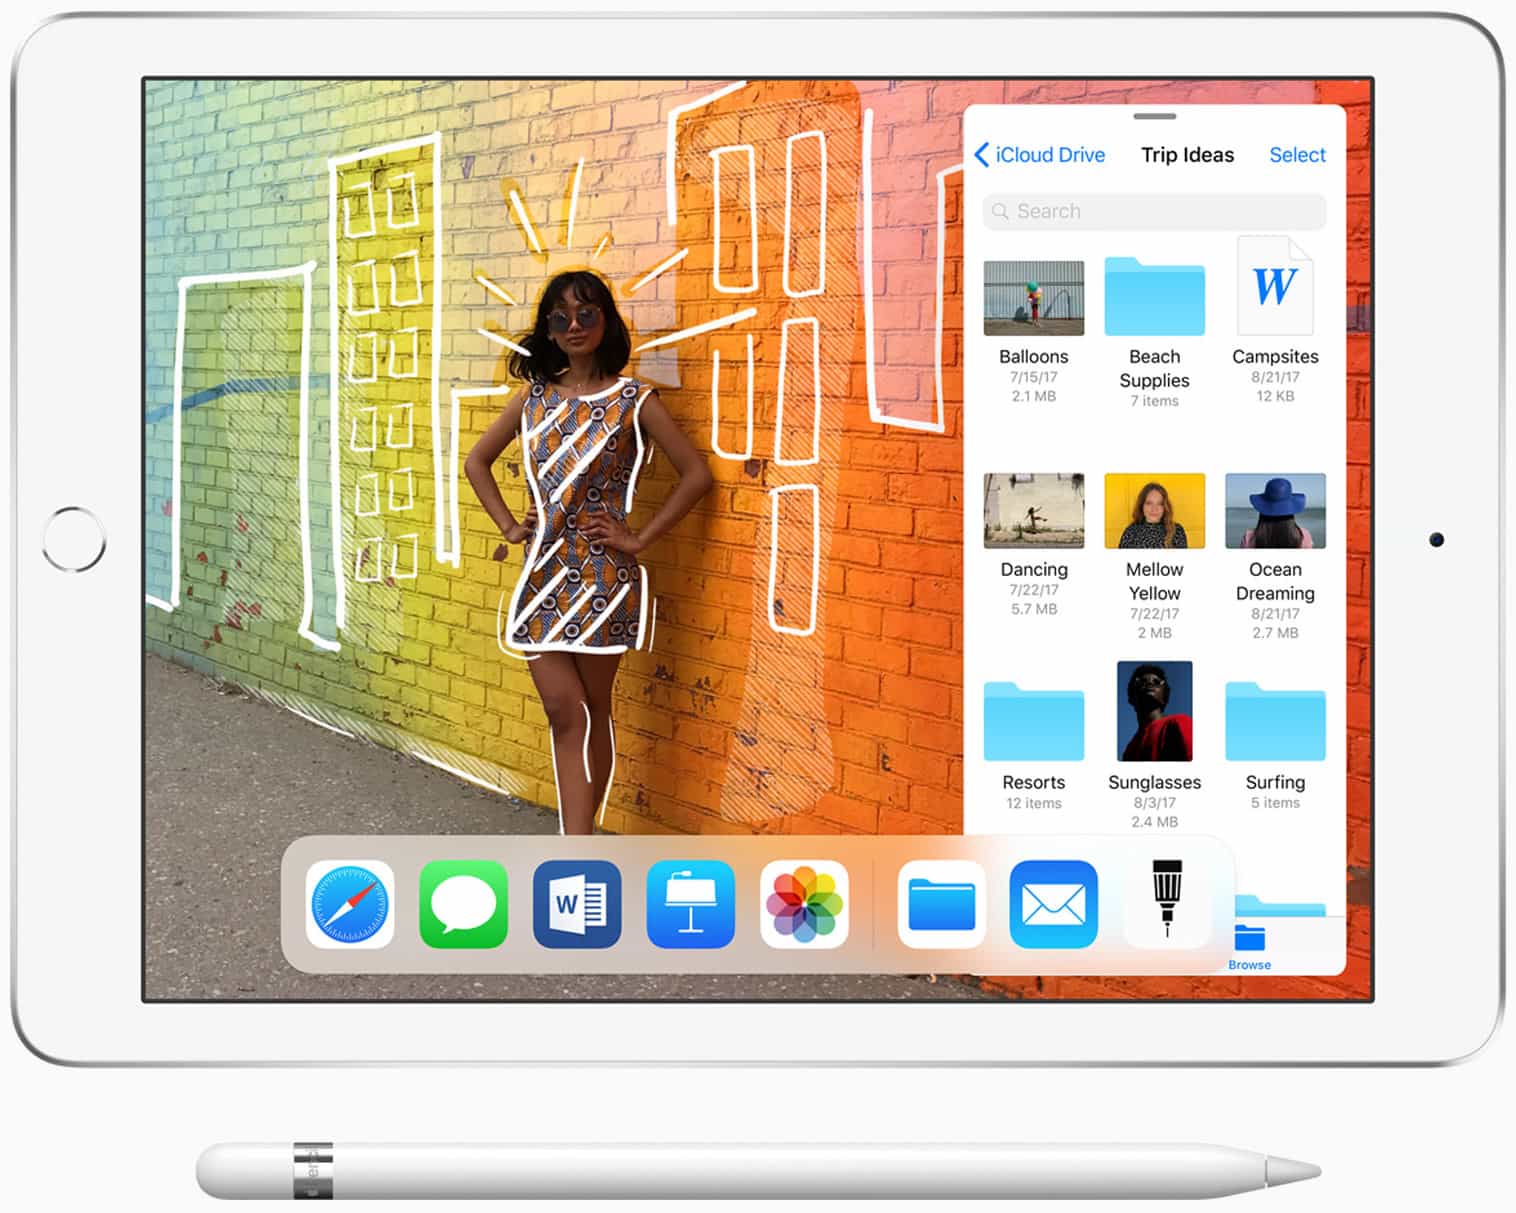 iCloud Drive Trip Ideas Select
Search
W
Balloons
7/15/17
2.1 MB
Beach
Supplies
7 items
Campsites
8/21/17
12 KB
Dancing
7/22/17
5.7 MB
Mellow
Yellow
7/22/17
2 MB
Ocean
Dreaming
8/21/17
2.7 MB
Resorts
12 items
Sunglasses
8/3/17
2.4 MB
Surfing
5 items
W
Browse